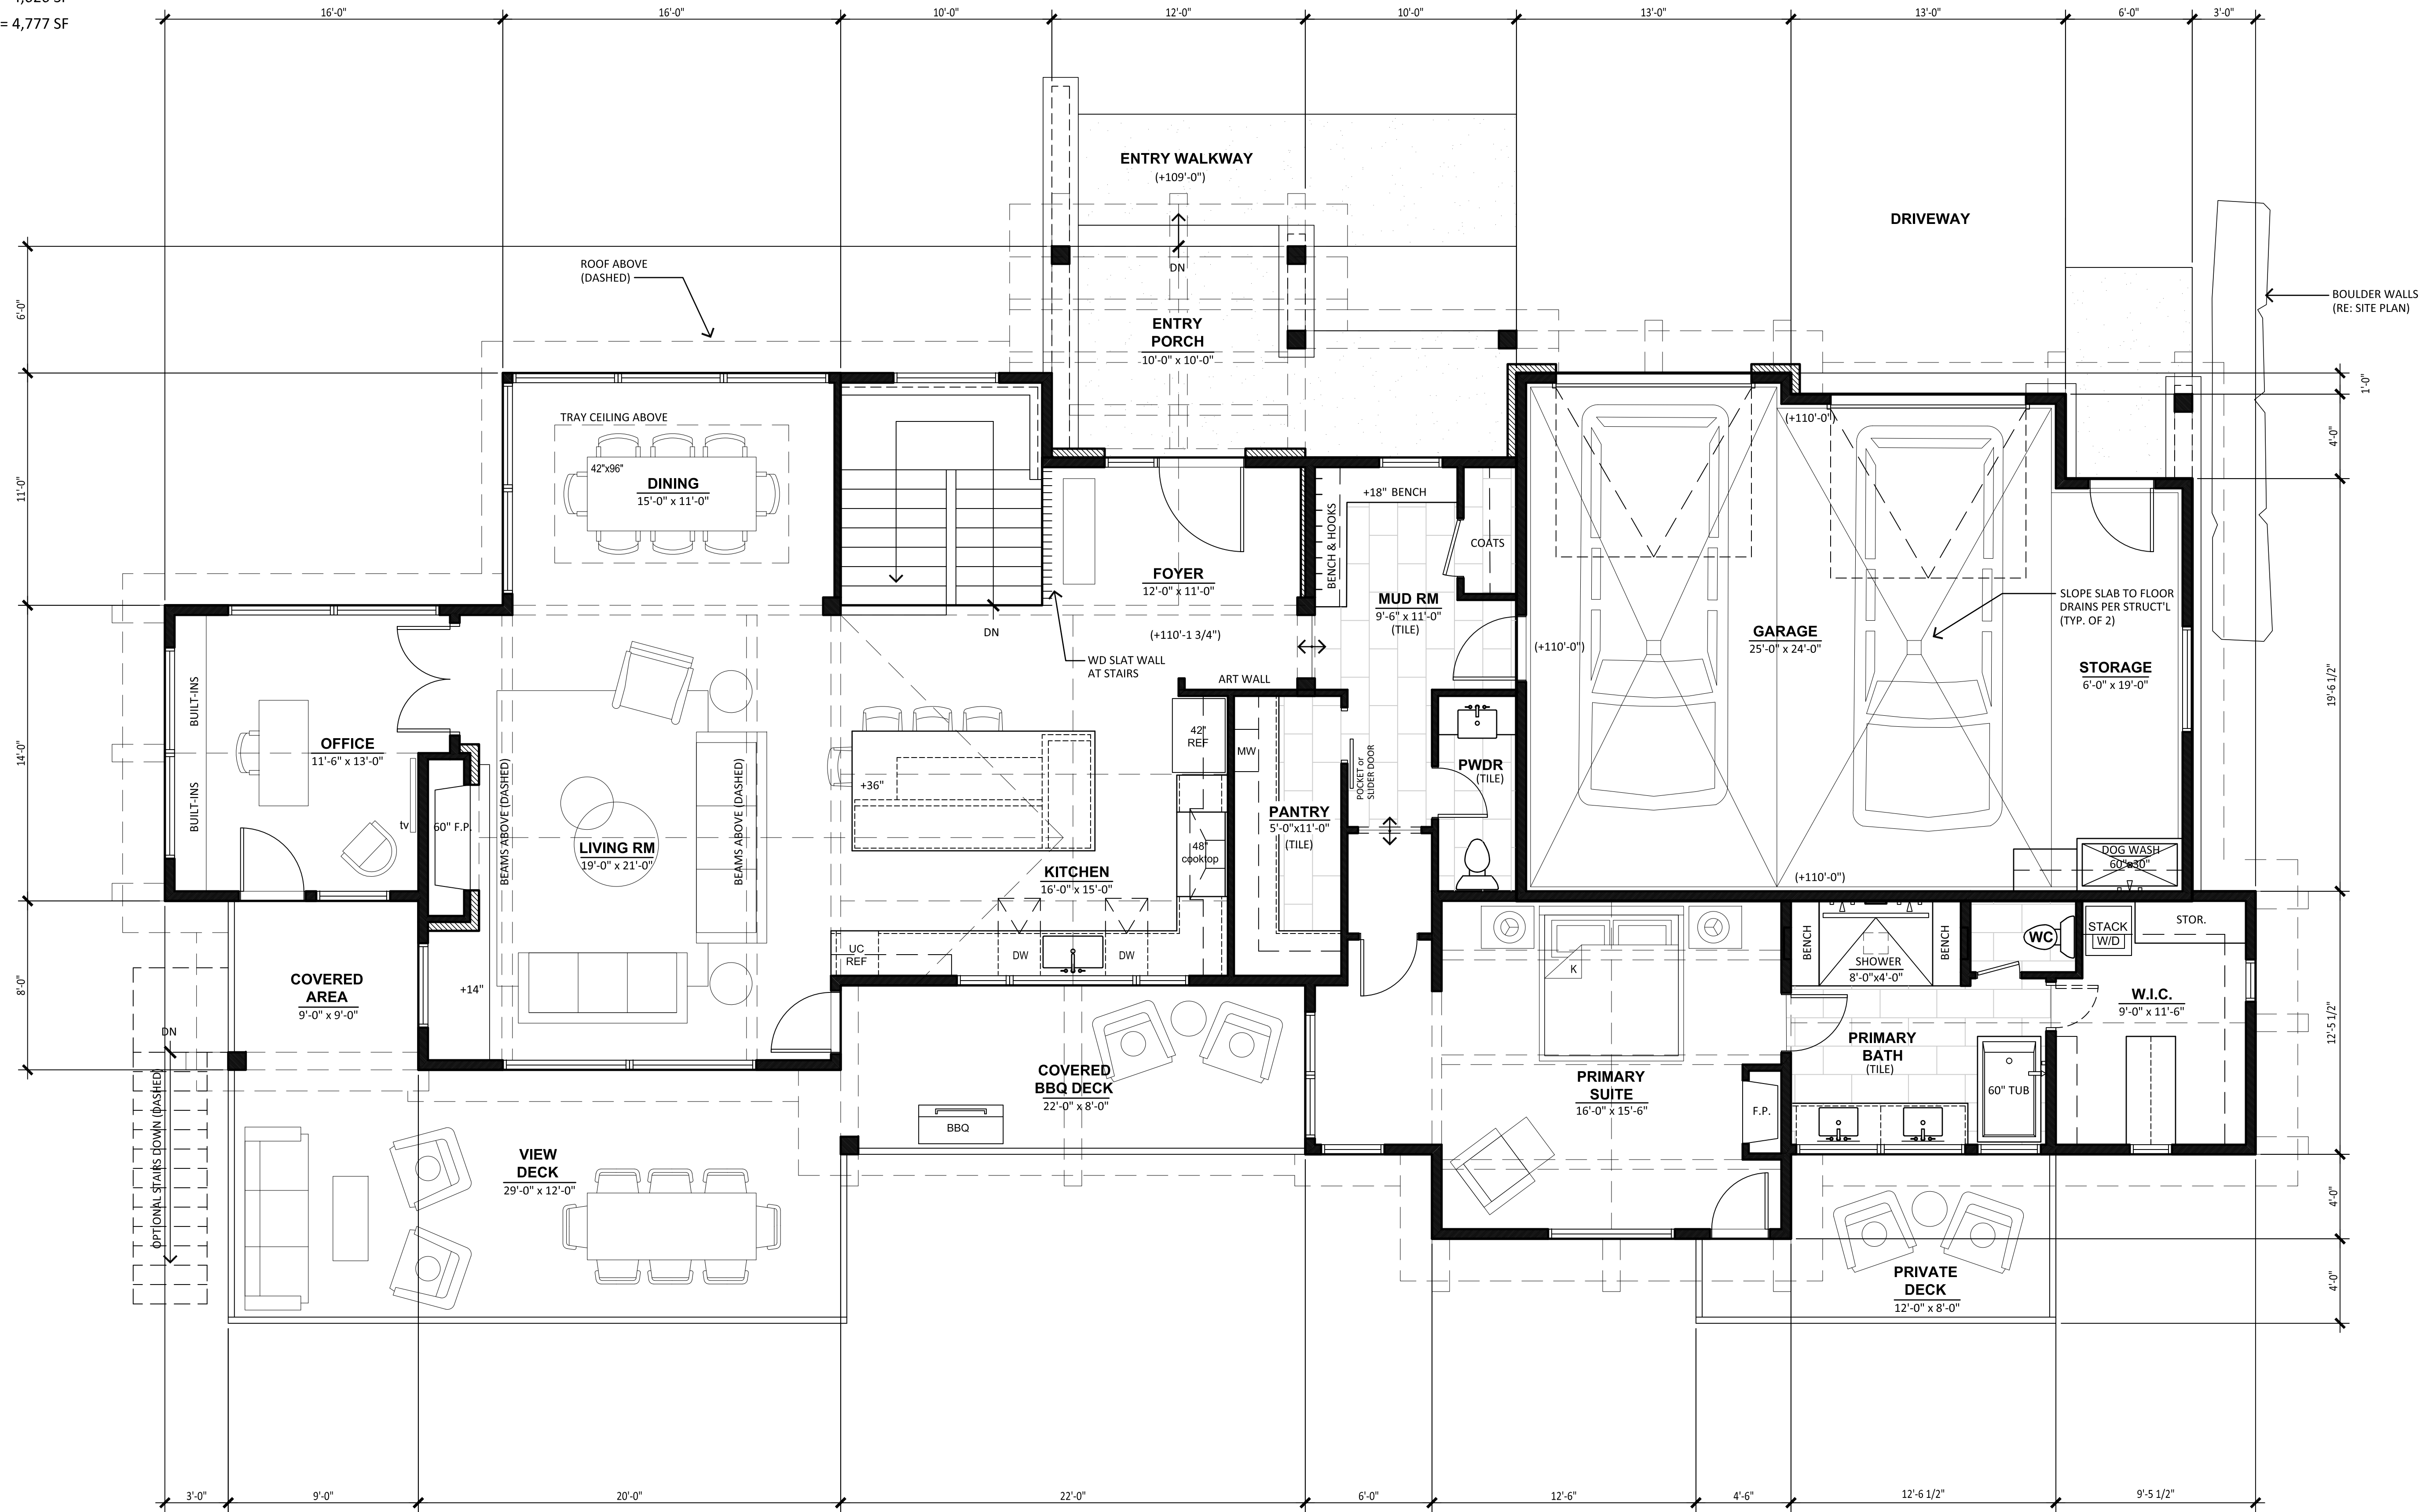 = 4,777 SF
16'-0"
16'-0"
10'-0"
12'-0"
10'-0"
13'-0"
13'-0"
6'-0"
3'-0"
ENTRY WALKWAY
(+109'-0")
DRIVEWAY
ROOF ABOVE
(DASHED)
DN
BOULDER WALLS
(RE: SITE PLAN)
6'-0"
ENTRY
PORCH
10'-0" x 10'-0"
1'-0"
TRAY CEILING ABOVE
(+110'-0")
4'-0"
42"x96"
DINING
15'-0" x 11'-0"
11'-0"
+18" BENCH
BENCH & HOOKS
COATS
FOYER
12'-0" x 11'-0"
MUD RM
9'-6" x 11'-0"
(TILE)
SLOPE SLAB TO FLOOR
DRAINS PER STRUCT'L
(TYP. OF 2)
DN
(+110'-1 3/4")
GARAGE
25'-0" x 24'-0"
(+110'-0")
WD SLAT WALL
AT STAIRS
ART WALL
STORAGE
6'-0" x 19'-0"
19'-6 1/2"
BUILT-INS
OFFICE
11'-6" x 13'-0"
14'-0"
42"
REF
MW
POCKET or
SLIDER DOOR
PWDR
(TILE)
BEAMS ABOVE (DASHED)
BEAMS ABOVE (DASHED)
+36"
BUILT-INS
tv
60" F.P.
PANTRY
5'-0"x11'-0"
(TILE)
LIVING RM
19'-0" x 21'-0"
48"
cooktop
KITCHEN
16'-0" x 15'-0"
DOG WASH
60"x30"
(+110'-0")
UC
REF
DW
DW
K
BENCH
SHOWER
8'-0"x4'-0"
BENCH
WC
STACK
W/D
STOR.
COVERED
AREA
9'-0" x 9'-0"
8'-0"
+14"
W.I.C.
9'-0" x 11'-6"
DN
12'-5 1/2"
PRIMARY
BATH
(TILE)
COVERED
BBQ DECK
22'-0" x 8'-0"
PRIMARY
SUITE
16'-0" x 15'-6"
60" TUB
F.P.
BBQ
OPTIONAL STAIRS DOWN (DASHED)
VIEW
DECK
29'-0" x 12'-0"
4'-0"
PRIVATE
DECK
12'-0" x 8'-0"
4'-0"
3'-0"
9'-0"
20'-0"
22'-0"
6'-0"
12'-6"
4'-6"
12'-6 1/2"
9'-5 1/2"